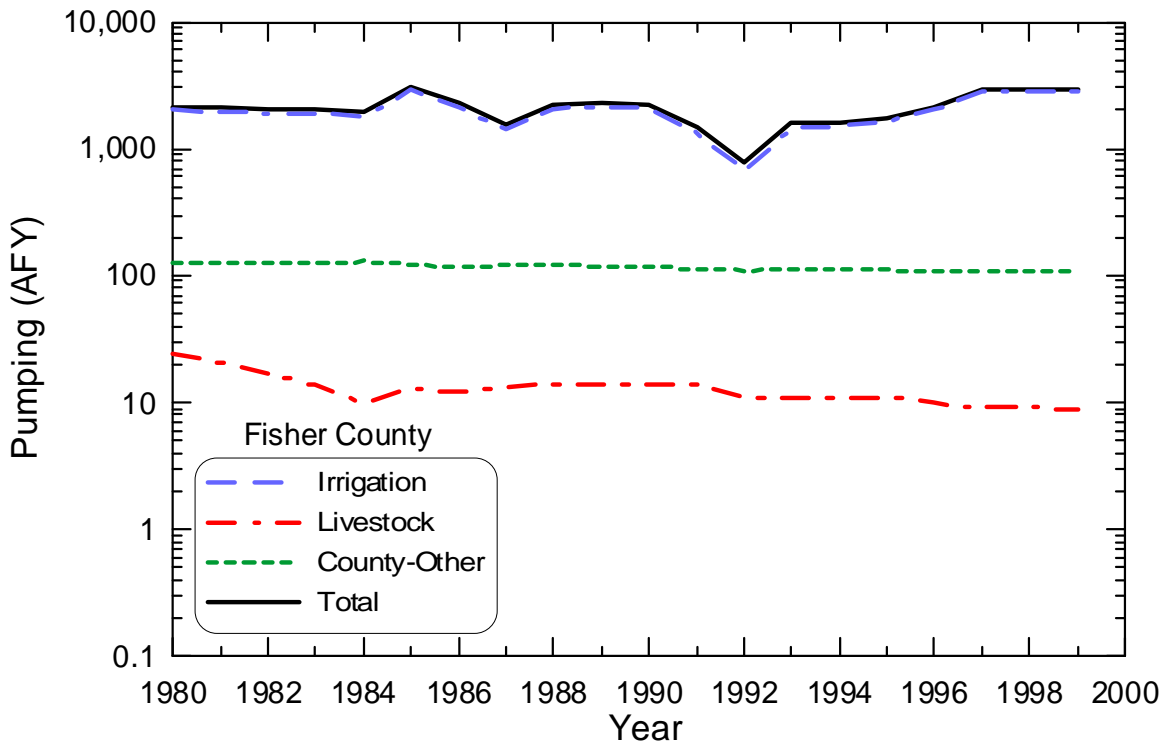 10,000
1,000
100
10
1
0.1
Pumping (AFY)
Fisher County
Irrigation
Livestock
County-Other
Total
1980 1982 1984 1986 1988 1990 1992 1994 1996 1998 2000
Year